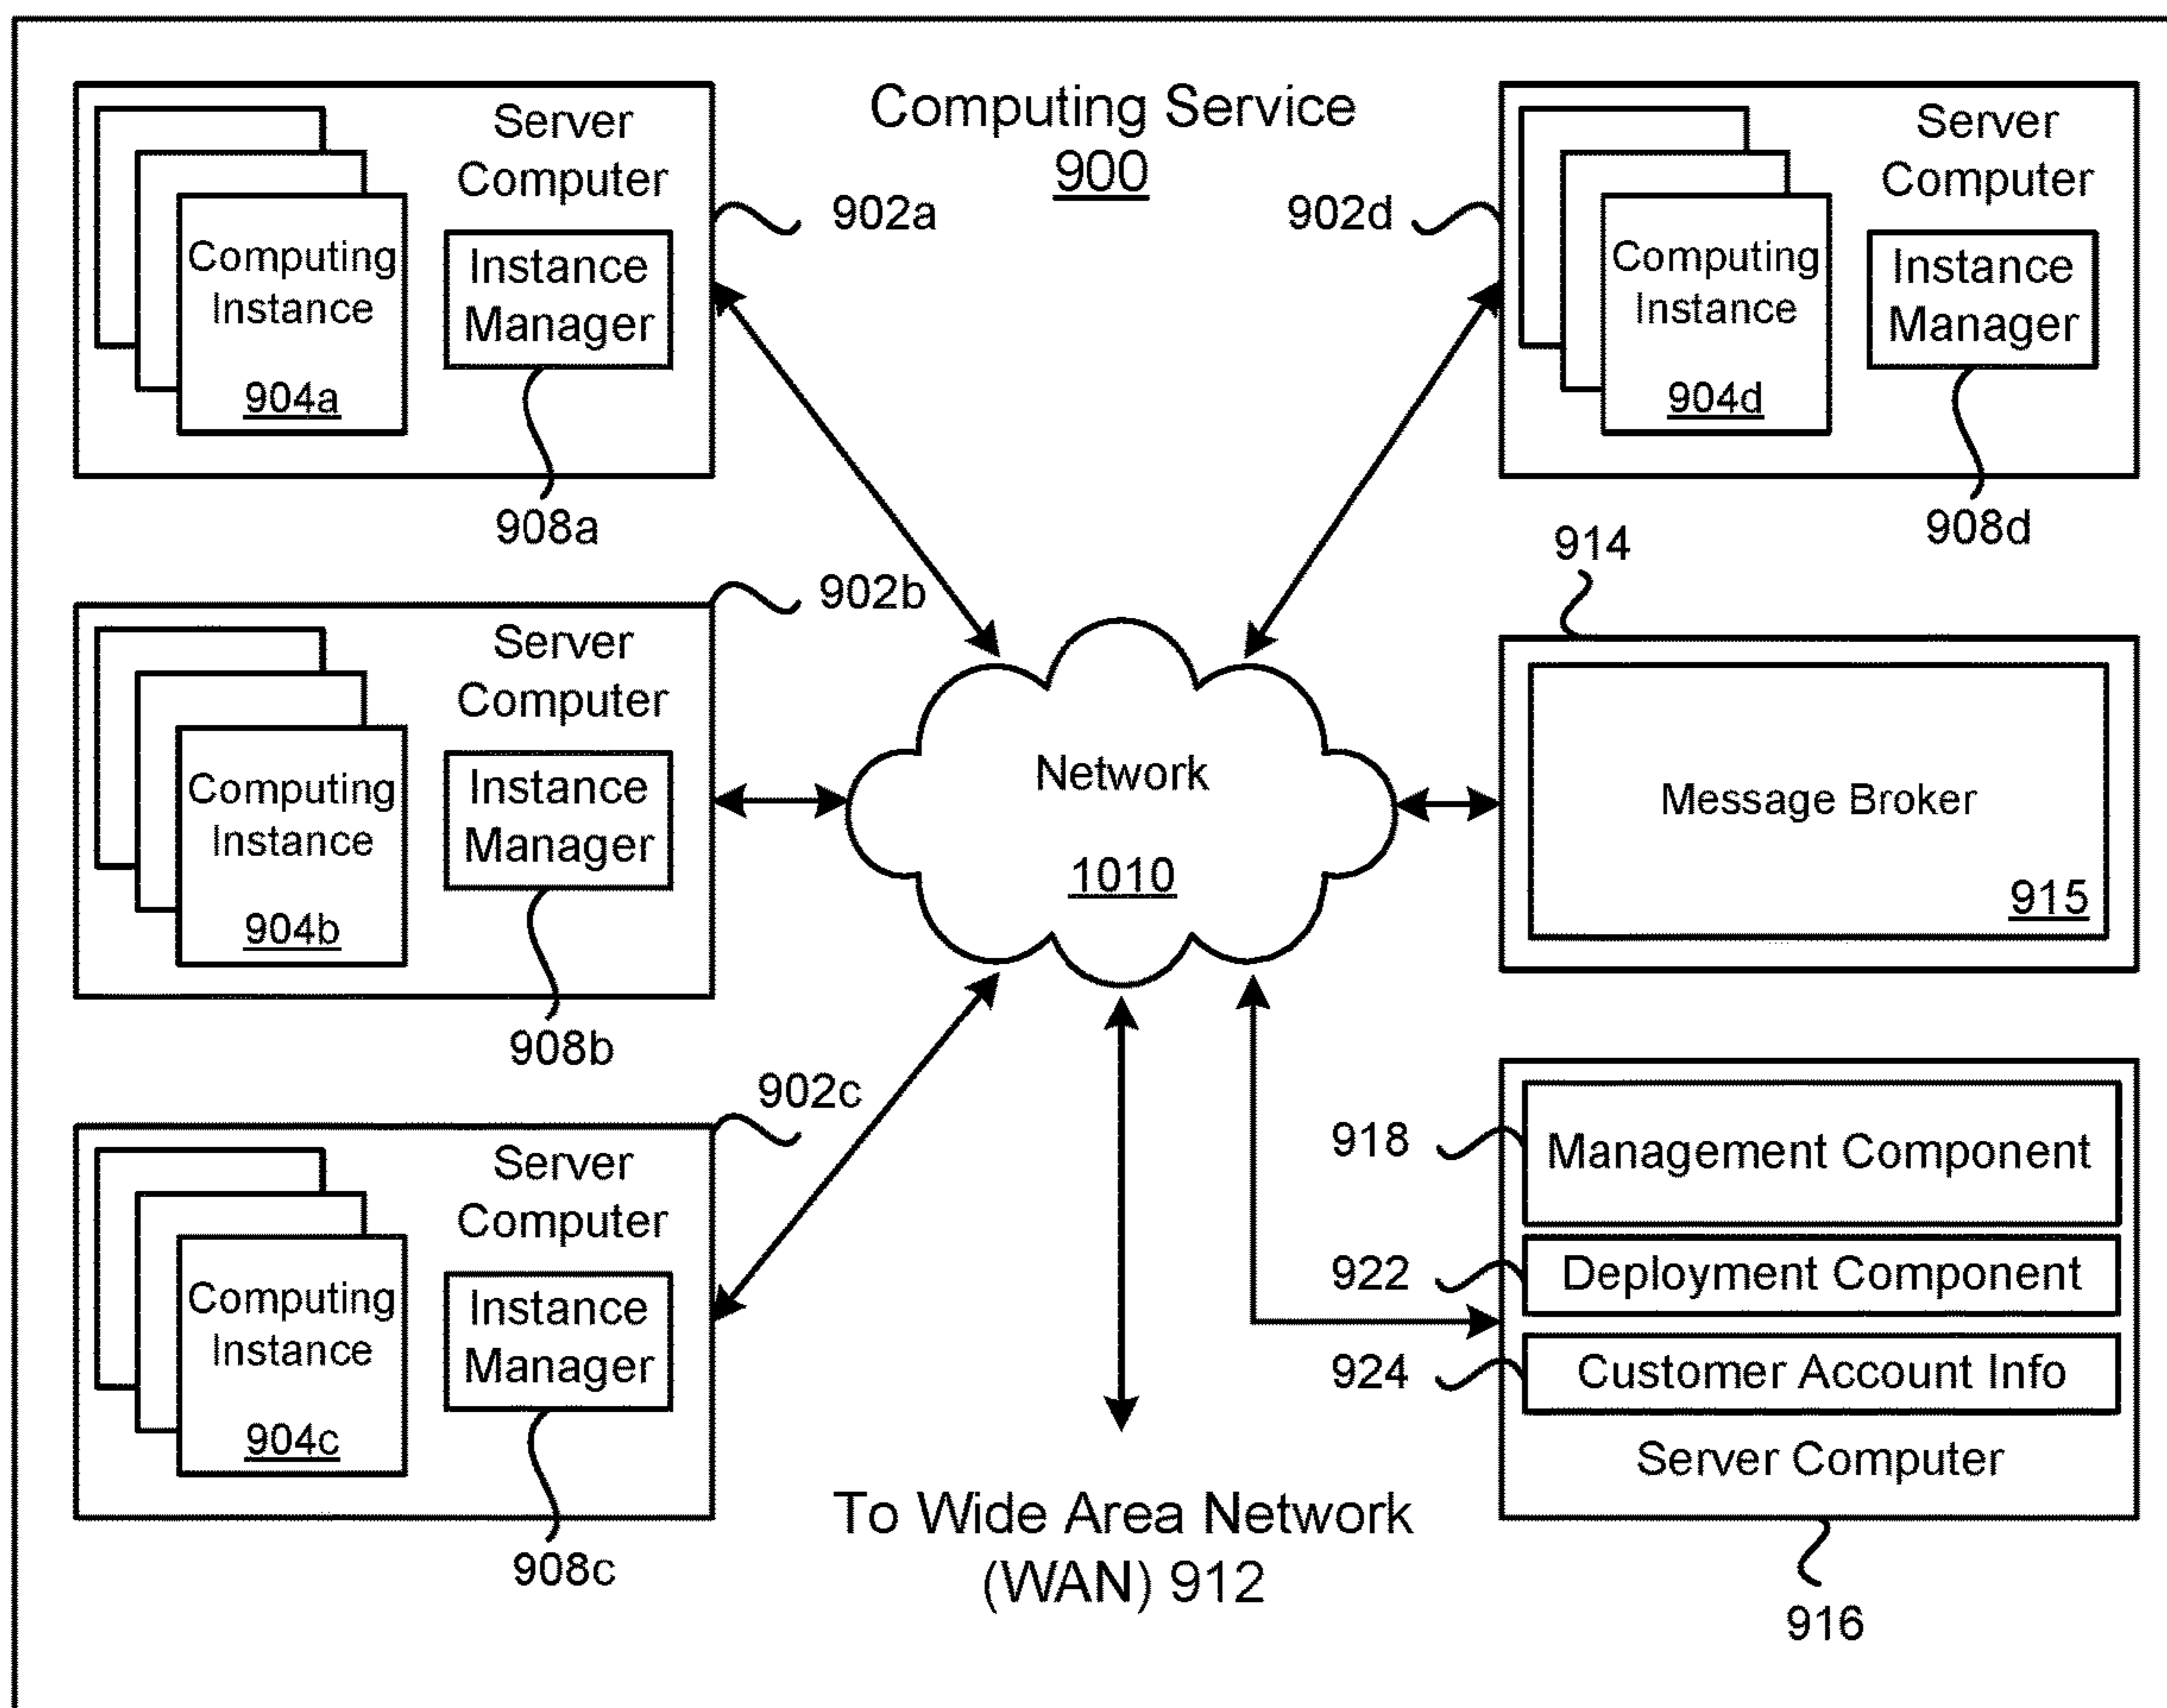 Computing Service
900
Server
Computer
Computing
Instance
904a
Instance
Manager
902a
908a
Server
Computer
Computing
Instance
904d
Instance
Manager
902d
908d
902b
Server
Computer
Computing
Instance
904b
Instance
Manager
908b
Network
1010
914
Message Broker
915
902c
Server
Computer
Computing
Instance
904c
Instance
Manager
908c
To Wide Area Network
(WAN) 912
918
Management Component
922
Deployment Component
924
Customer Account Info
Server Computer
916